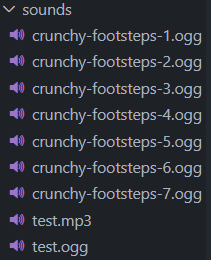 sounds
crunchy-footsteps-1.ogg
crunchy-footsteps-2.ogg
crunchy-footsteps-3.ogg
crunchy-footsteps-4.ogg
crunchy-footsteps-5.ogg
crunchy-footsteps-6.ogg
crunchy-footsteps-7.ogg
test.mp3
test.ogg